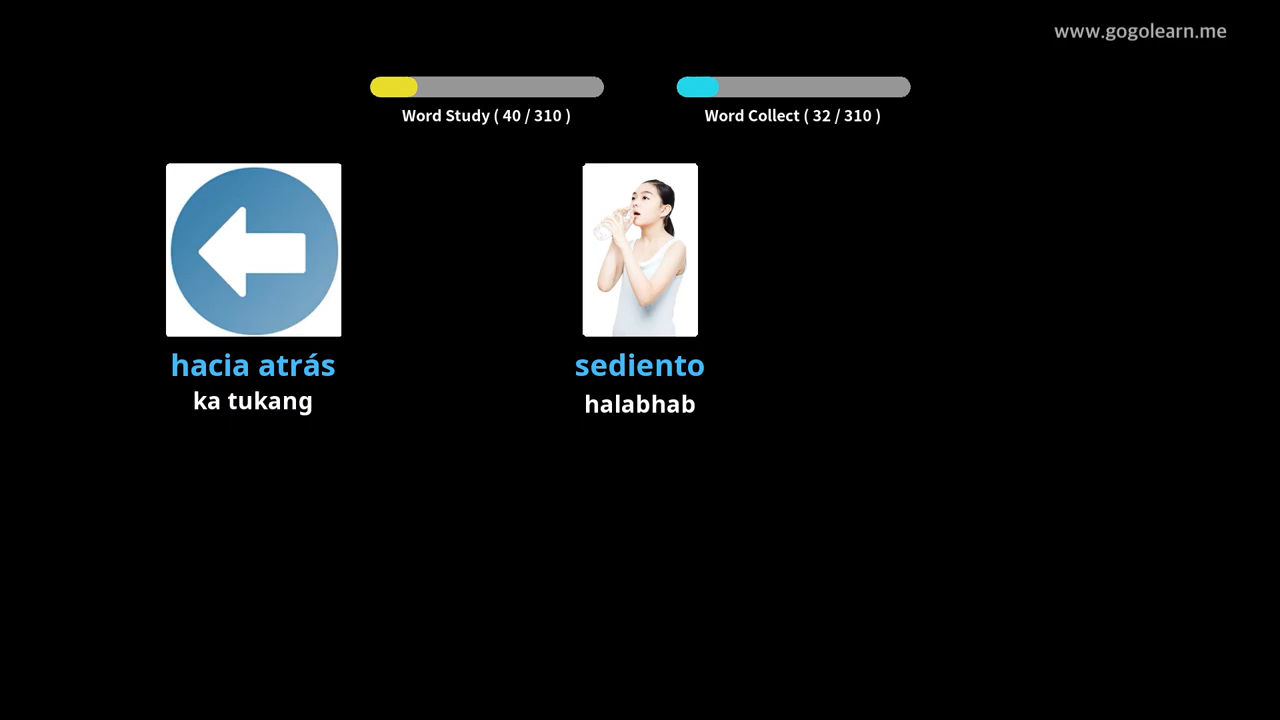 www.gogolearn.me
Word Study ( 40 / 310 )
Word Collect ( 32 / 310 )
hacia atrás
ka tukang
sediento
halabhab